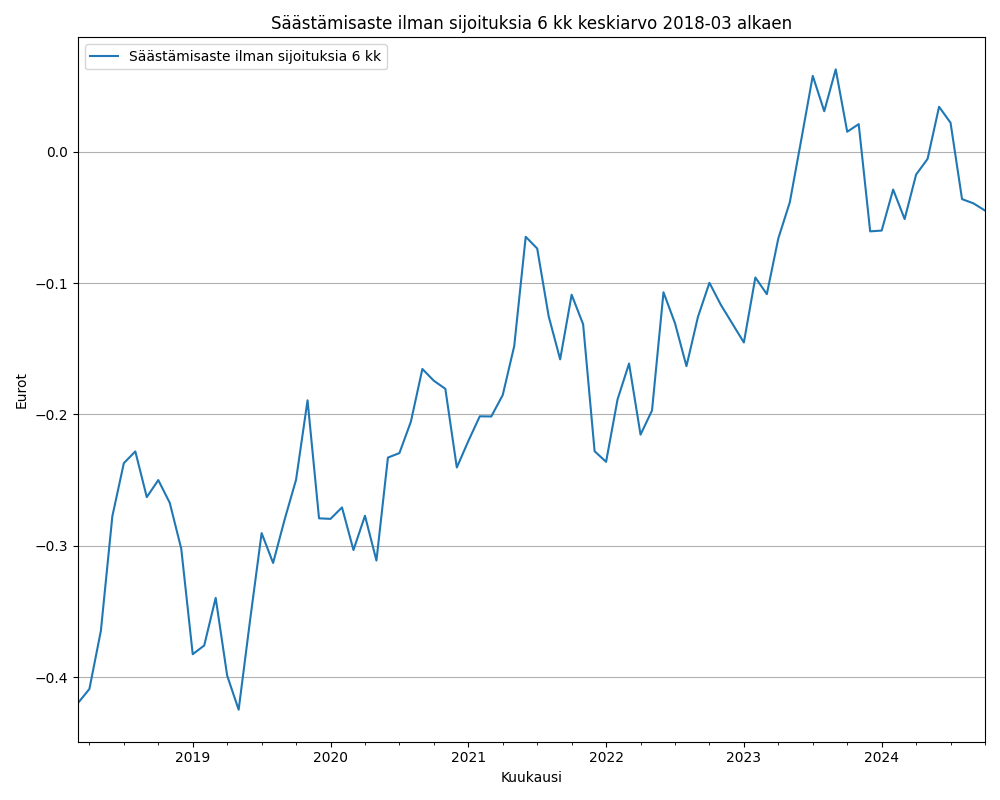 Säästämisaste ilman sijoituksia 6 kk keskiarvo 2018-03 alkaen
Säästämisaste ilman sijoituksia 6 kk
0.0
−0.1
−0.2
−0.3
−0.4
Eurot
2019 2020 2021 2022 2023 2024
Kuukausi